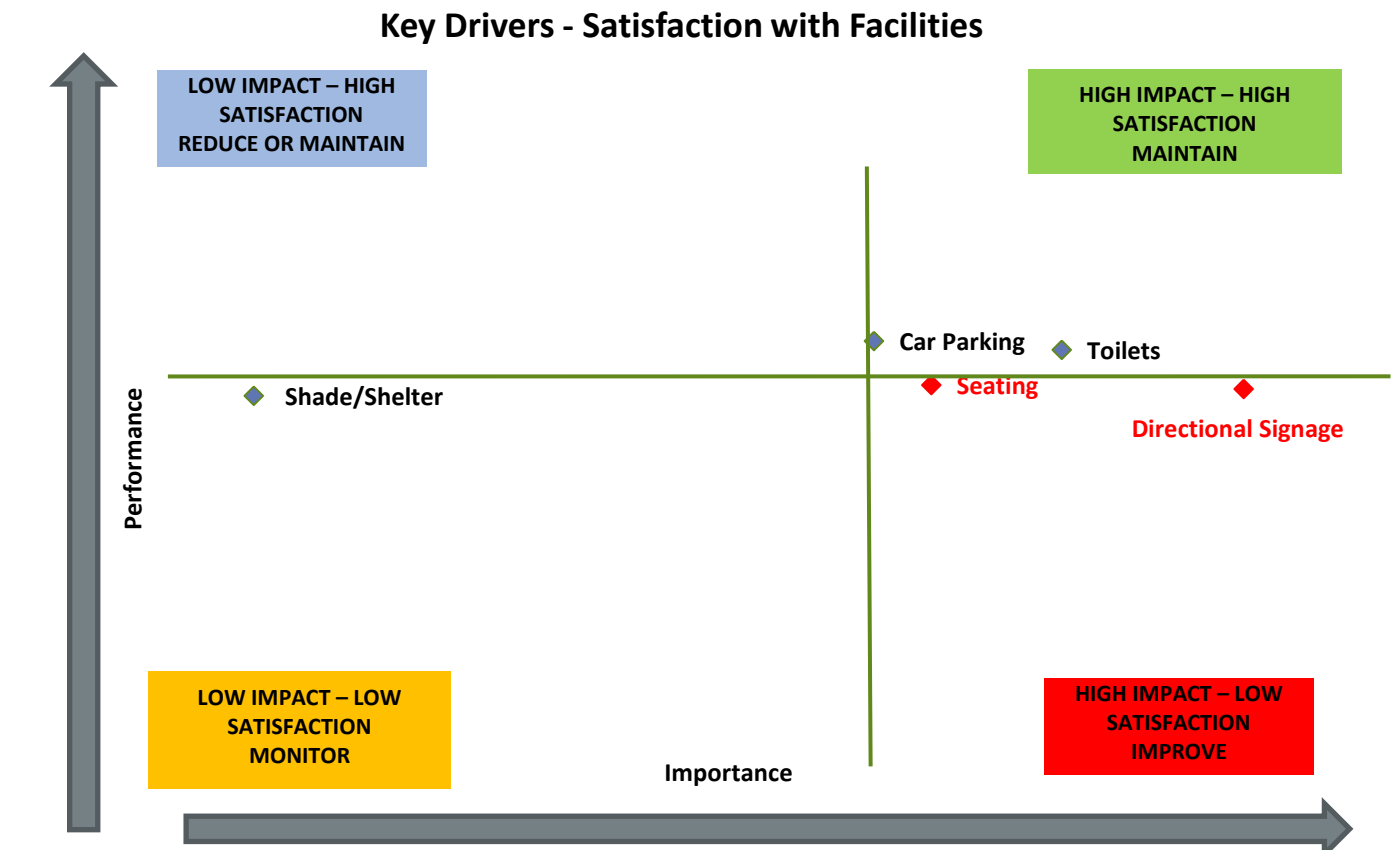 Key Drivers - Satisfaction with Facilities
LOW IMPACT – HIGH
SATISFACTION
REDUCE OR MAINTAIN
HIGH IMPACT – HIGH
SATISFACTION
MAINTAIN
Car Parking
Toilets
Seating
Shade/Shelter
Directional Signage
Performance
LOW IMPACT – LOW
SATISFACTION
MONITOR
HIGH IMPACT – LOW
SATISFACTION
IMPROVE
Importance